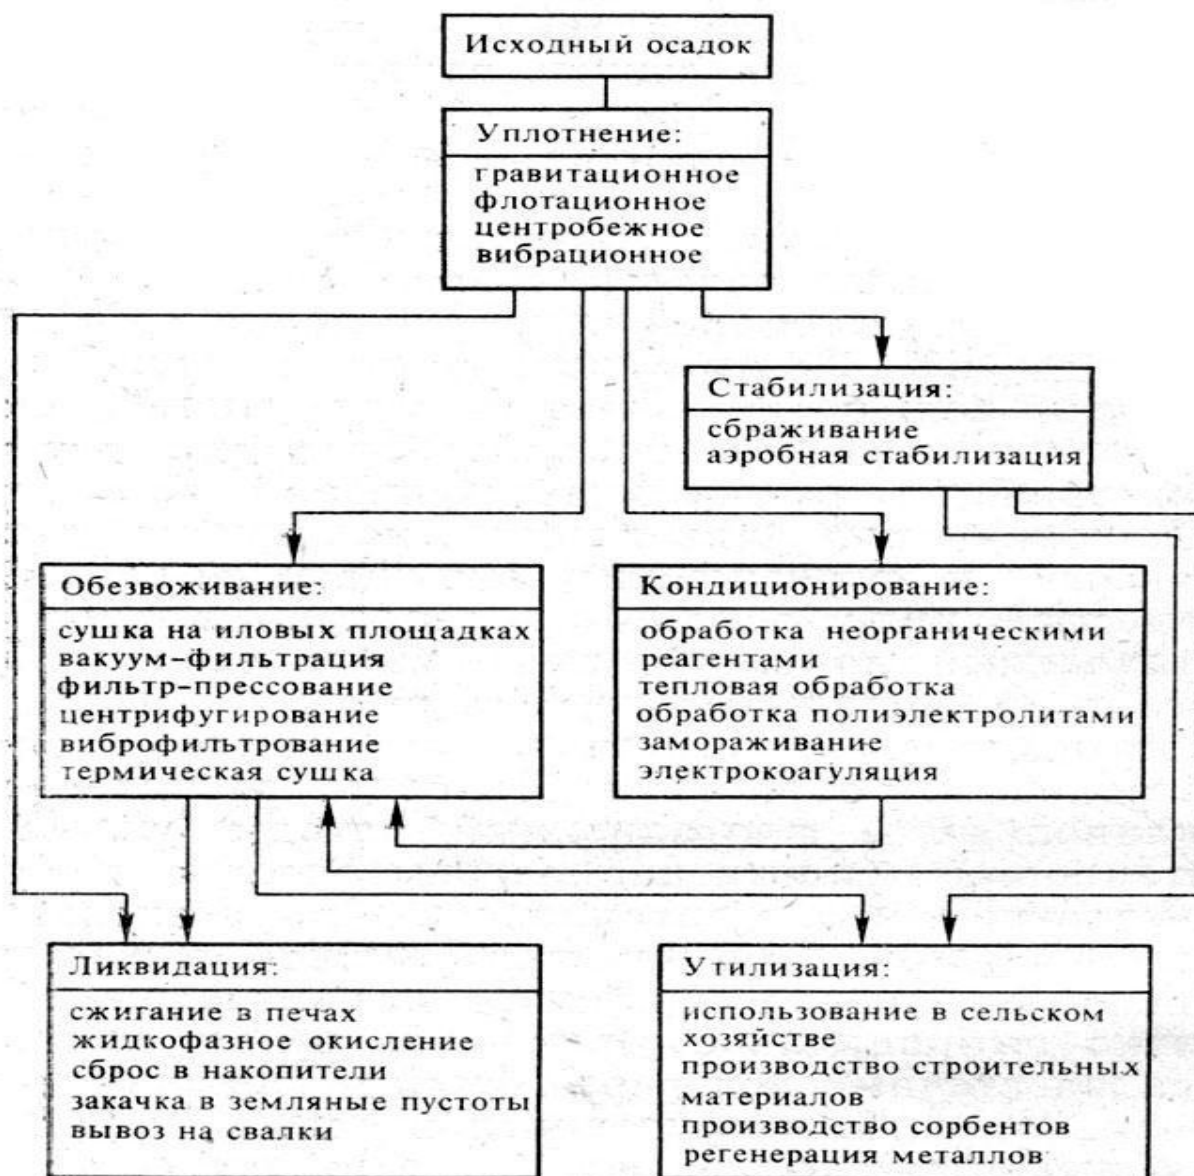 Исходный осадок
Уплотнение:
гравитационное
флотационное
центробежное
вибрационное
Стабилизация:
сбраживание
аэробная стабилизация
Обезвоживание:
сушка на иловых площадках
вакуум-фильтрация
фильтр-прессование
центрифугирование
виброфильтрование
термическая сушка
Кондиционирование:
обработка неорганическими
реагентами
тепловая обработка
обработка полиэлектролитами
замораживание
электрокоагуляция
Ликвидация:
сжигание в печах
жидкофазное окисление
сброс в накопители
закачка в земляные пустоты
вывоз на свалки
Утилизация:
использование в сельском
хозяйстве
производство строительных
материалов
производство сорбентов
регенерация металлов